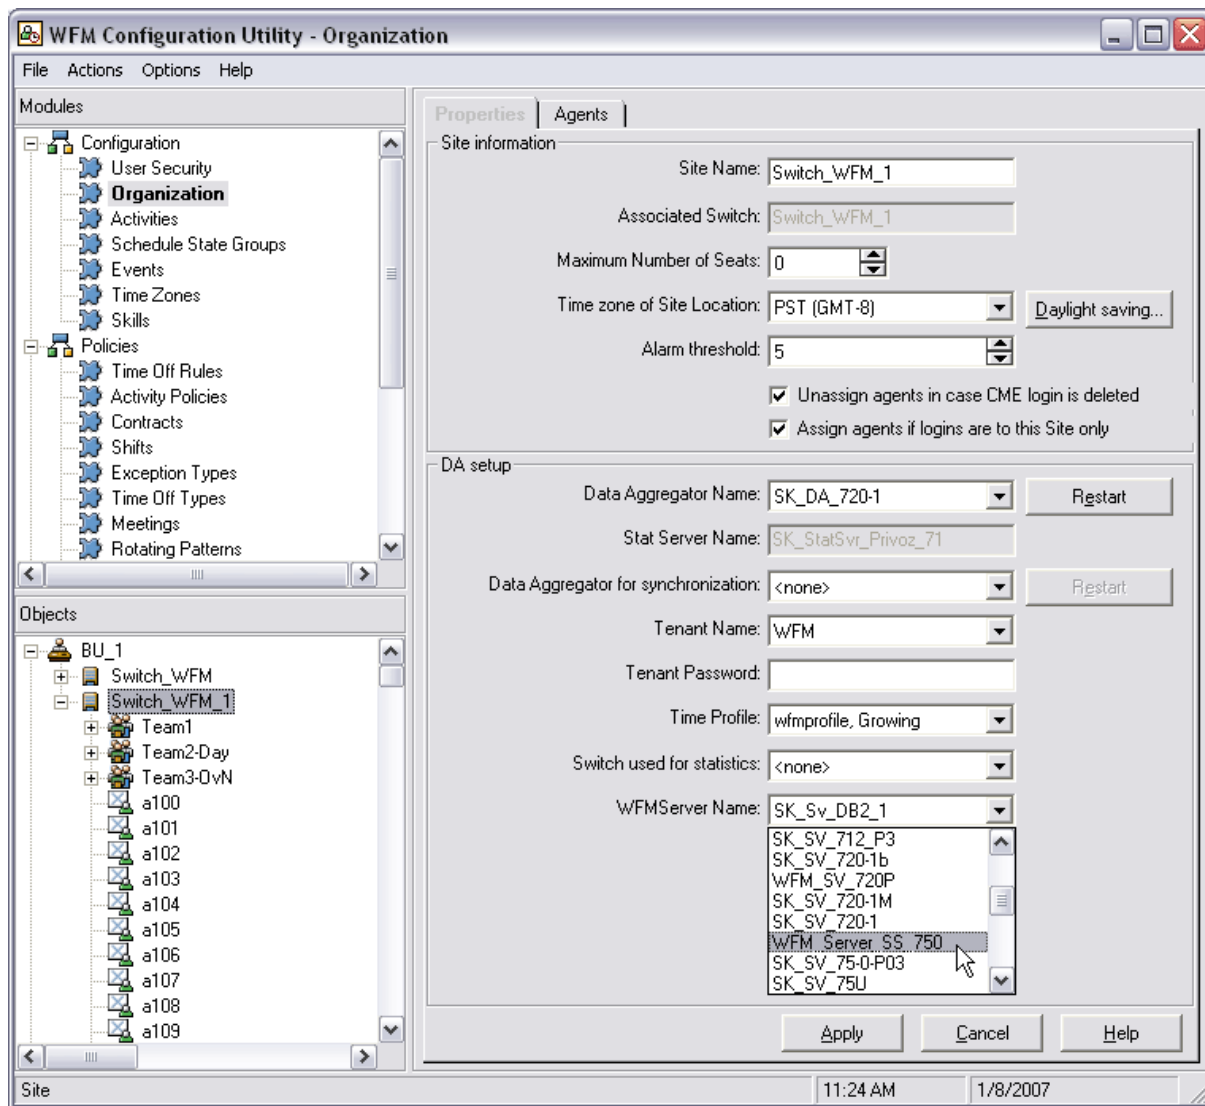 WFM Configuration Utility - Organization
File Actions Options Help
Modules
Configuration
User Security
Organization
Activities
Schedule State Groups
Events
Time Zones
Skills
Policies
Time Off Rules
Activity Policies
Contracts
Shifts
Exception Types
Time Off Types
Meetings
Rotating Patterns
Objects
BU_1
Switch_WFM
Switch_WFM_1
Team1
Team2-Day
Team3-OvN
a100
a101
a102
a103
a104
a105
a106
a107
a108
a109
Properties Agents
Site information
Site Name: Switch_WFM_1
Associated Switch: Switch_WFM_1
Maximum Number of Seats: 0
Time zone of Site Location: PST (GMT-8) Daylight saving...
Alarm threshold: 5
Unassign agents in case CME login is deleted
Assign agents if logins are to this Site only
DA setup
Data Aggregator Name: SK_DA_720-1 Restart
Stat Server Name: SK_StatSvr_Privoz_71
Data Aggregator for synchronization: <none> Restart
Tenant Name: WFM
Tenant Password:
Time Profile: wfmprofile, Growing
Switch used for statistics: <none>
WFMServer Name: SK_Sv_DB2_1
SK_SV_712_P3
SK_SV_720-1b
WFM_SV_720P
SK_SV_720-1M
SK_SV_720-1
WFM_Server_SS_750
SK_SV_75-0-P03
SK_SV_75U
Apply Cancel Help
Site 11:24 AM 1/8/2007